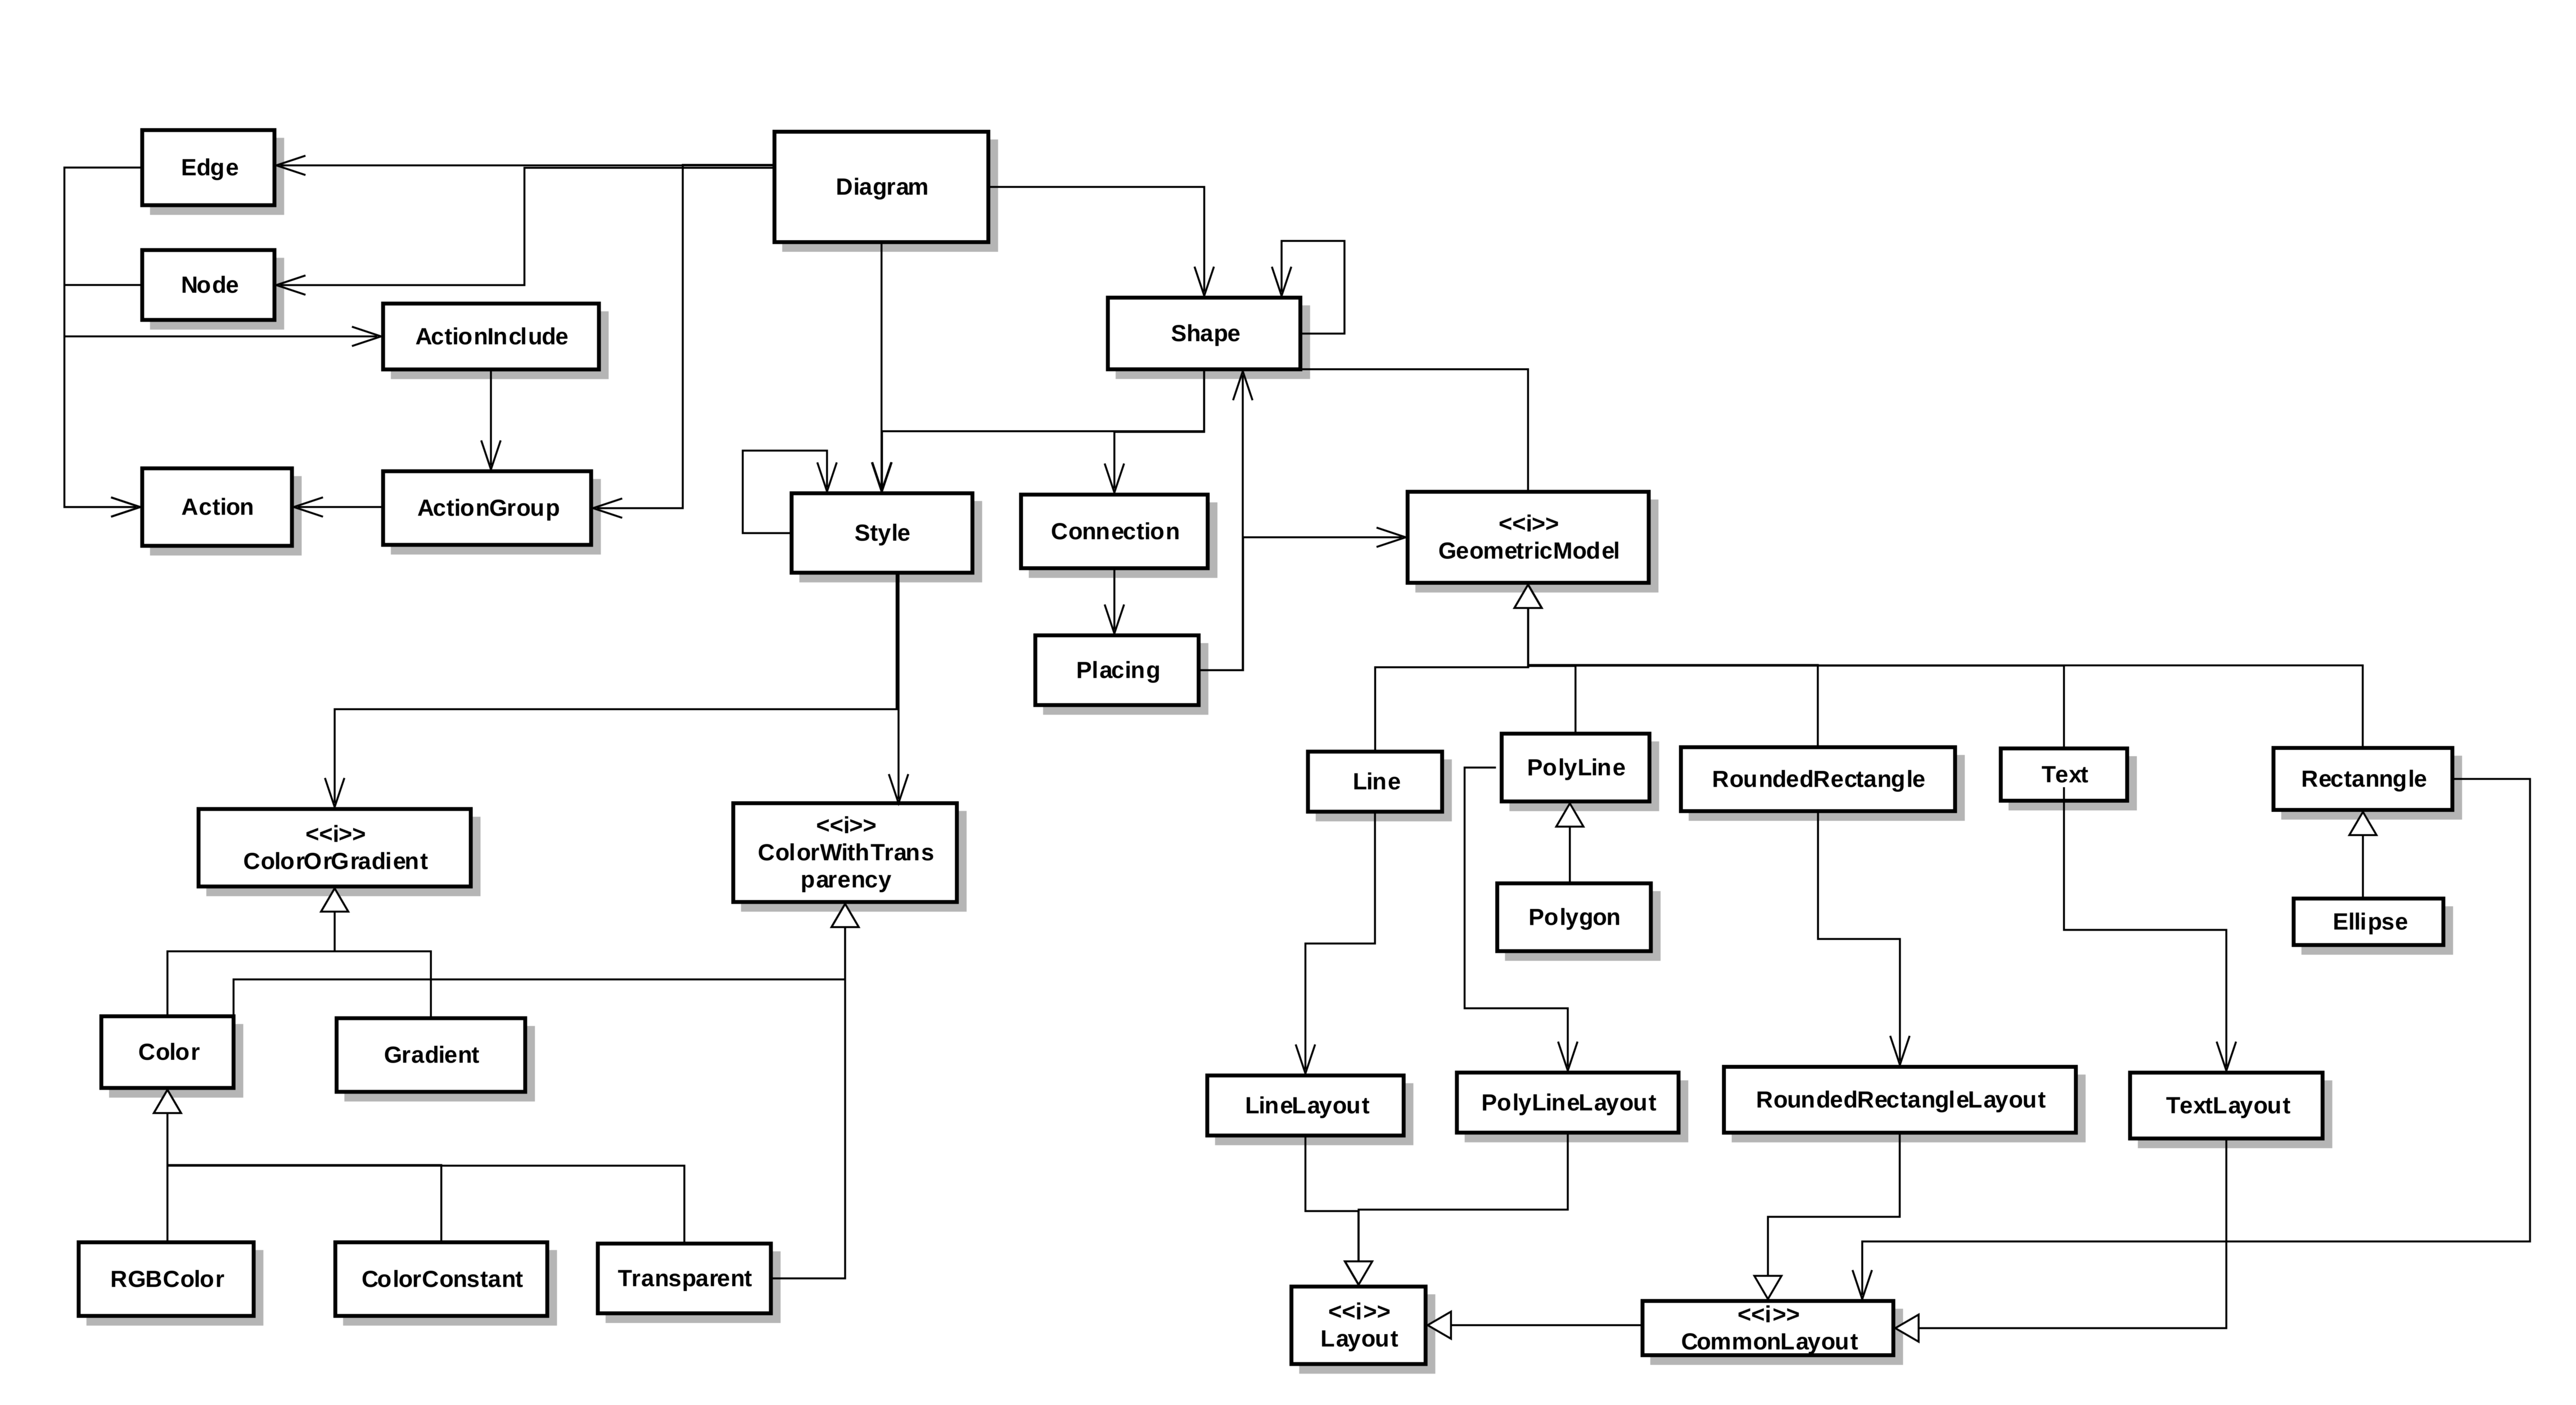 Edge
Diagram
Node
ActionInclude
Shape
Action
ActionGroup
Style
Connection
<<i>>
GeometricModel
Placing
Line
PolyLine
RoundedRectangle
Text
Rectanngle
<<i>>
ColorOrGradient
<<i>>
ColorWithTrans
parency
Polygon
Ellipse
Color
Gradient
LineLayout
PolyLineLayout
RoundedRectangleLayout
TextLayout
RGBColor
ColorConstant
Transparent
<<i>>
Layout
<<i>>
CommonLayout